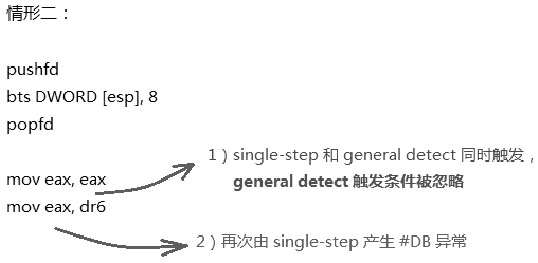 情形二：
pushfd
bts DWORD [esp], 8
popfd
mov eax, eax
mov eax, dr6
1）single-step 和 general detect 同时触发，
general detect 触发条件被忽略
2）再次由 single-step 产生 #DB 异常